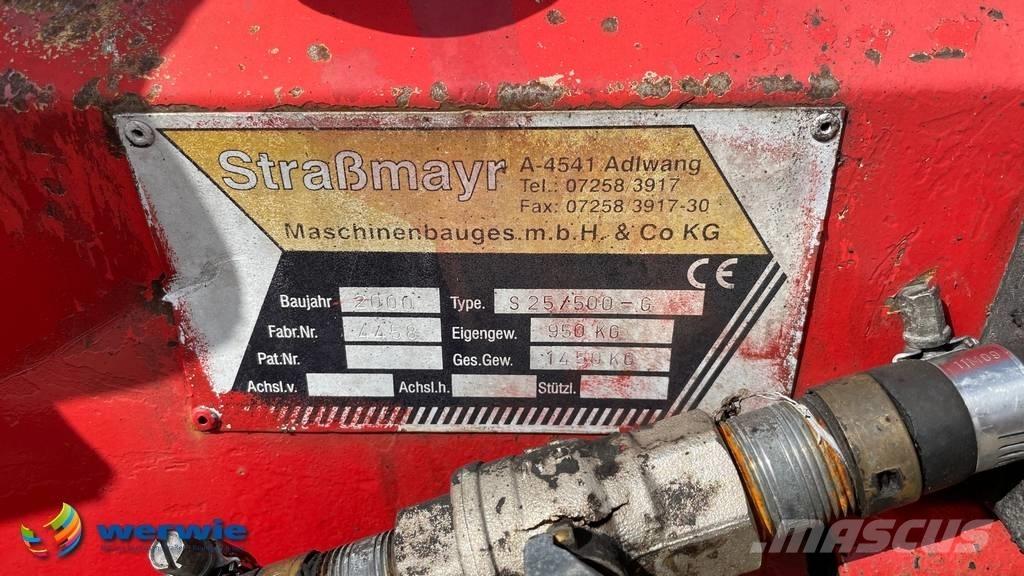 Straßmayr
A-4541 Adlwang
Tel.: 07258/3917
Fax: 07258/3917-30
Maschinenbauges.m.b.H. & Co KG
CE
Baujahr 2000 Type. S 25/500-G
Fabr.Nr. 4458 Eigengew. 950 KG
Pat.Nr. Ges.Gew. 1450 KG
Achsl.v. Achsl.h. Stützl.
werwie
MASCUS